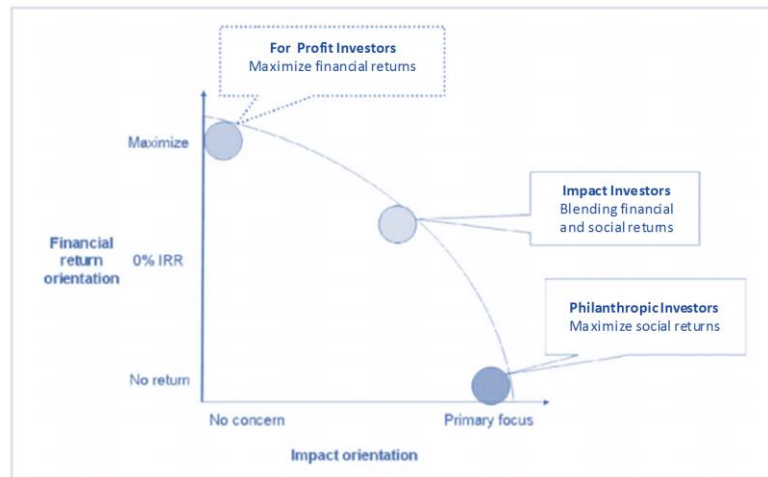 For Profit Investors
Maximize financial returns
Maximize
Impact Investors
Blending financial
and social returns
Financial
return
orientation
0% IRR
Philanthropic Investors
Maximize social returns
No return
No concern
Primary focus
Impact orientation